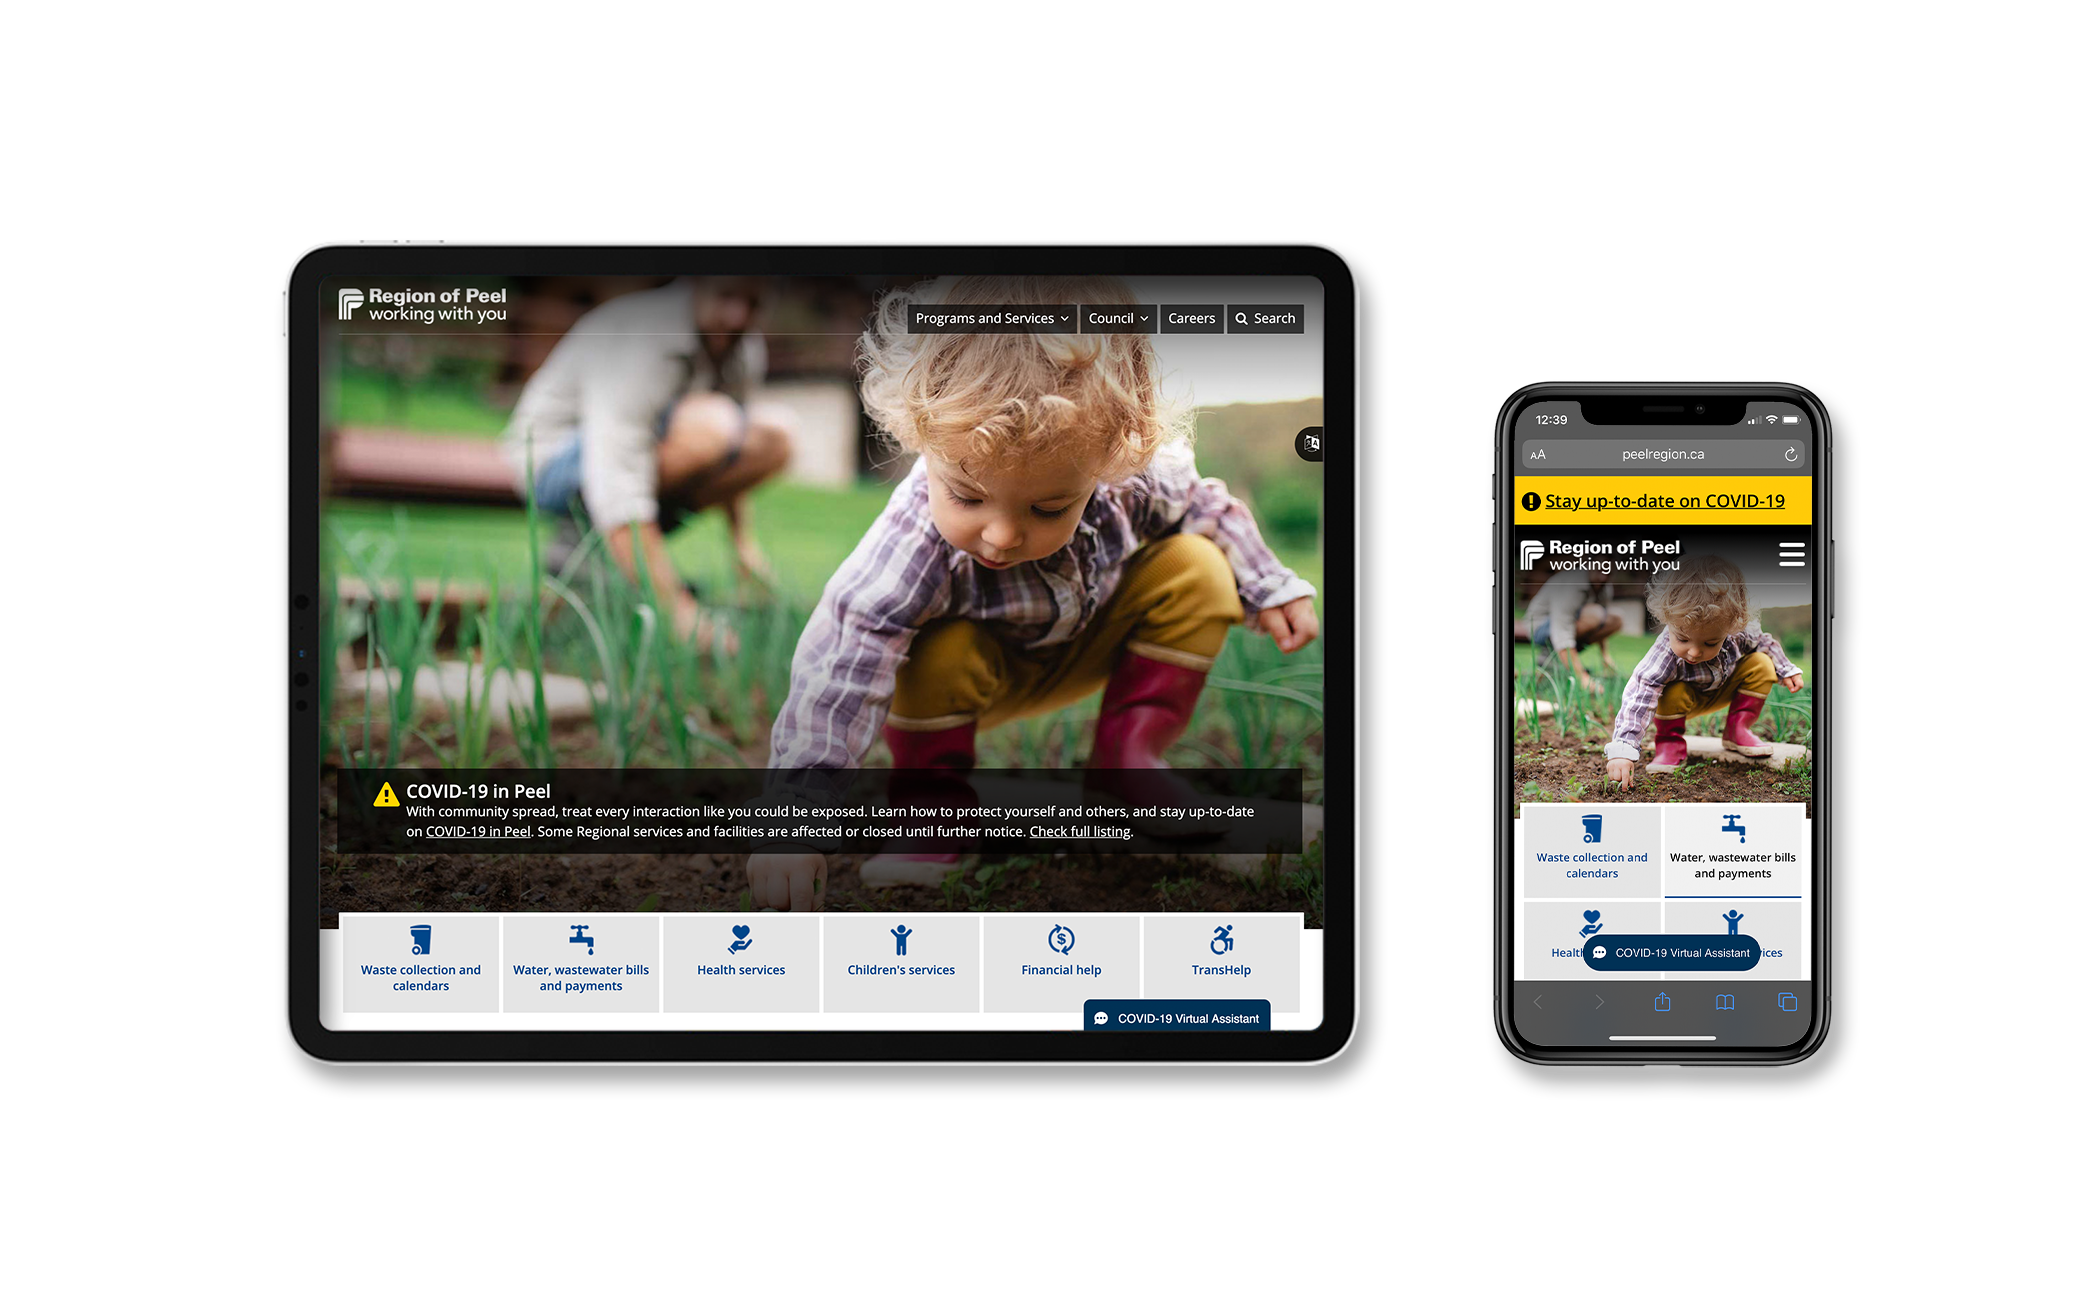 Region of Peel
working with you
Programs and Services
Council
Careers
Search
COVID-19 in Peel
With community spread, treat every interaction like you could be exposed. Learn how to protect yourself and others, and stay up-to-date
on COVID-19 in Peel. Some Regional services and facilities are affected or closed until further notice. Check full listing.
Waste collection and
calendars
Water, wastewater bills
and payments
Health services
Children's services
Financial help
TransHelp
COVID-19 Virtual Assistant
12:39
AA
peelregion.ca
Stay up-to-date on COVID-19
Region of Peel
working with you
Waste collection and
calendars
Water, wastewater bills
and payments
COVID-19 Virtual Assistant